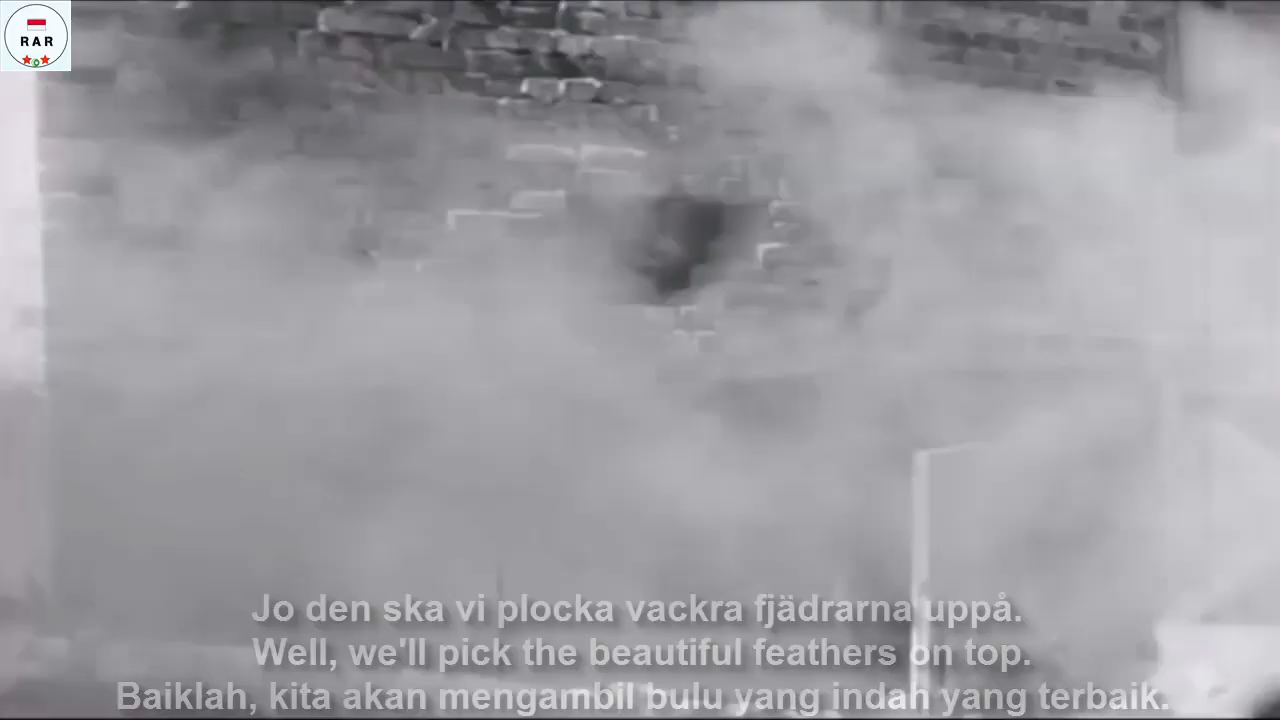 RAR
Jo den ska vi plocka vackra fjädrarna uppå.
Well, we'll pick the beautiful feathers on top.
Baiklah, kita akan mengambil bulu yang indah yang terbaik.